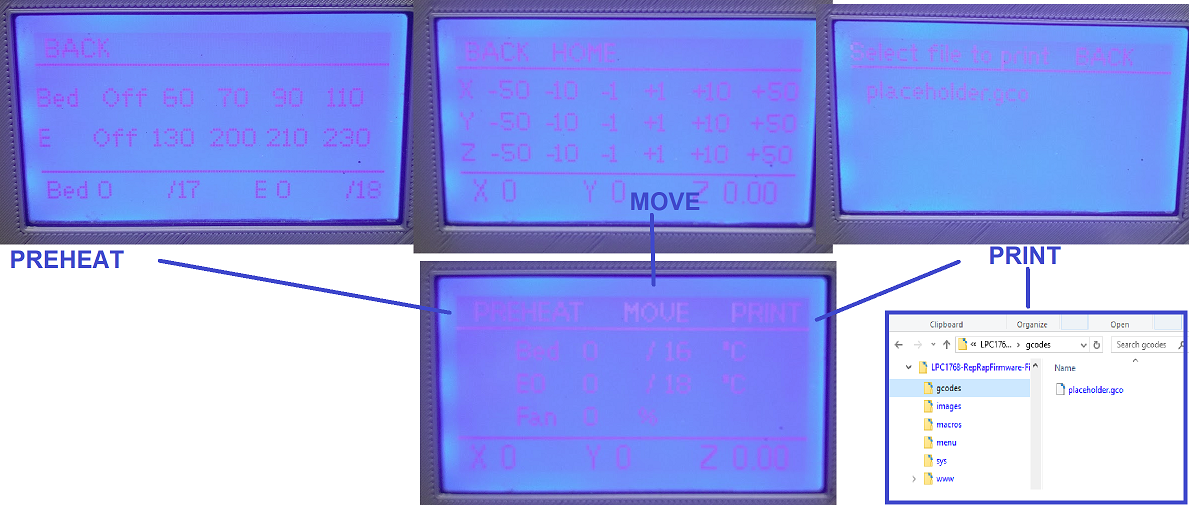 BACK
Bed Off 60 70 90 110
E Off 130 200 210 230
Bed 0 /17 E 0 /18
BACK HOME
X -50 -10 -1 +1 +10 +50
Y -50 -10 -1 +1 +10 +50
Z -50 -10 -1 +1 +10 +50
X 0 Y 0 Z 0.00
Select file to print BACK
placeholder.gco
MOVE
PREHEAT
PRINT
PREHEAT MOVE PRINT
Bed 0 /16 °C
E0 0 /19 °C
Fan 0 %
X 0 Y 0 Z 0.00
Clipboard Organize Open
« LPC176... › gcodes Search gcodes
LPC1768-RepRapFirmware-Fi
gcodes
images
macros
menu
sys
www
Name
placeholder.gco